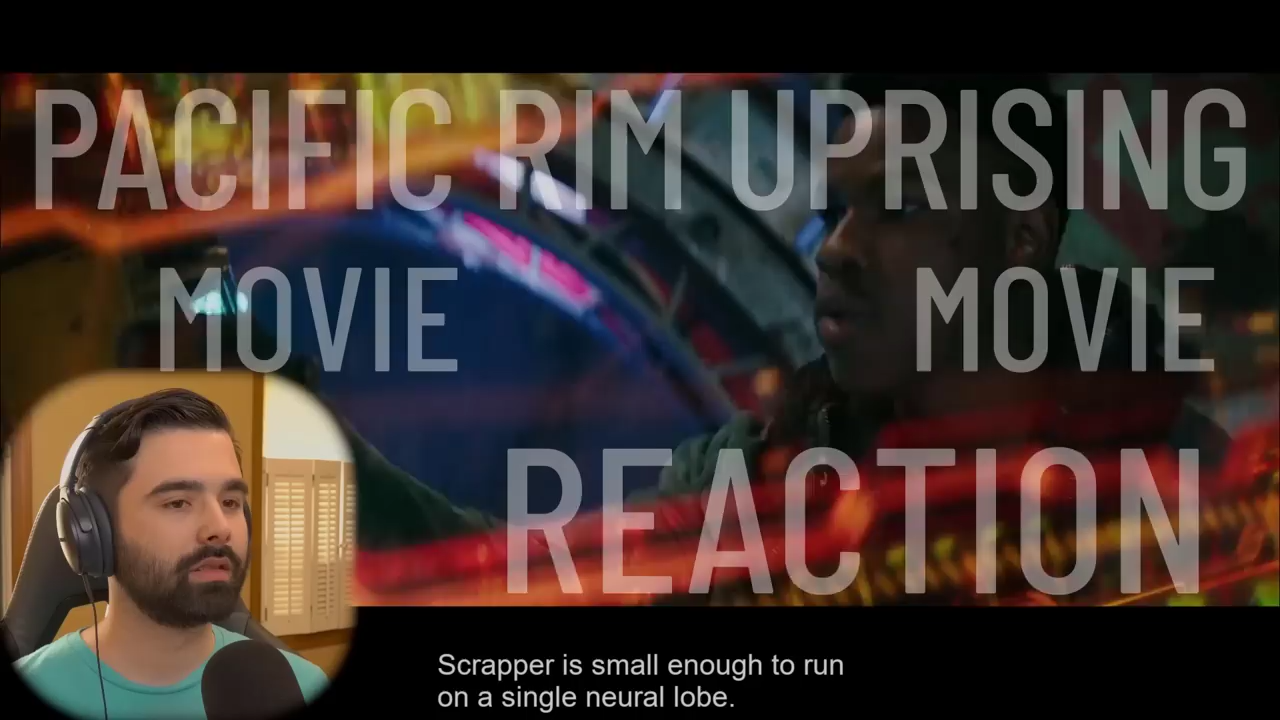 PACIFIC RIM UPRISING
MOVIE MOVIE
REACTION
Scrapper is small enough to run
on a single neural lobe.